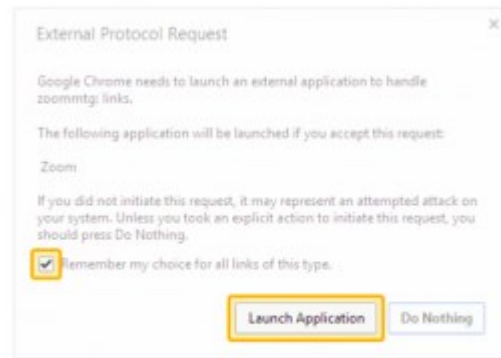 External Protocol Request
Google Chrome needs to launch an external application to handle
zoommtg: links.
The following application will be launched if you accept this request:
Zoom
If you did not initiate this request, it may represent an attempted attack on
your system. Unless you took an explicit action to initiate this request, you
should press Do Nothing.
Remember my choice for all links of this type.
Launch Application Do Nothing